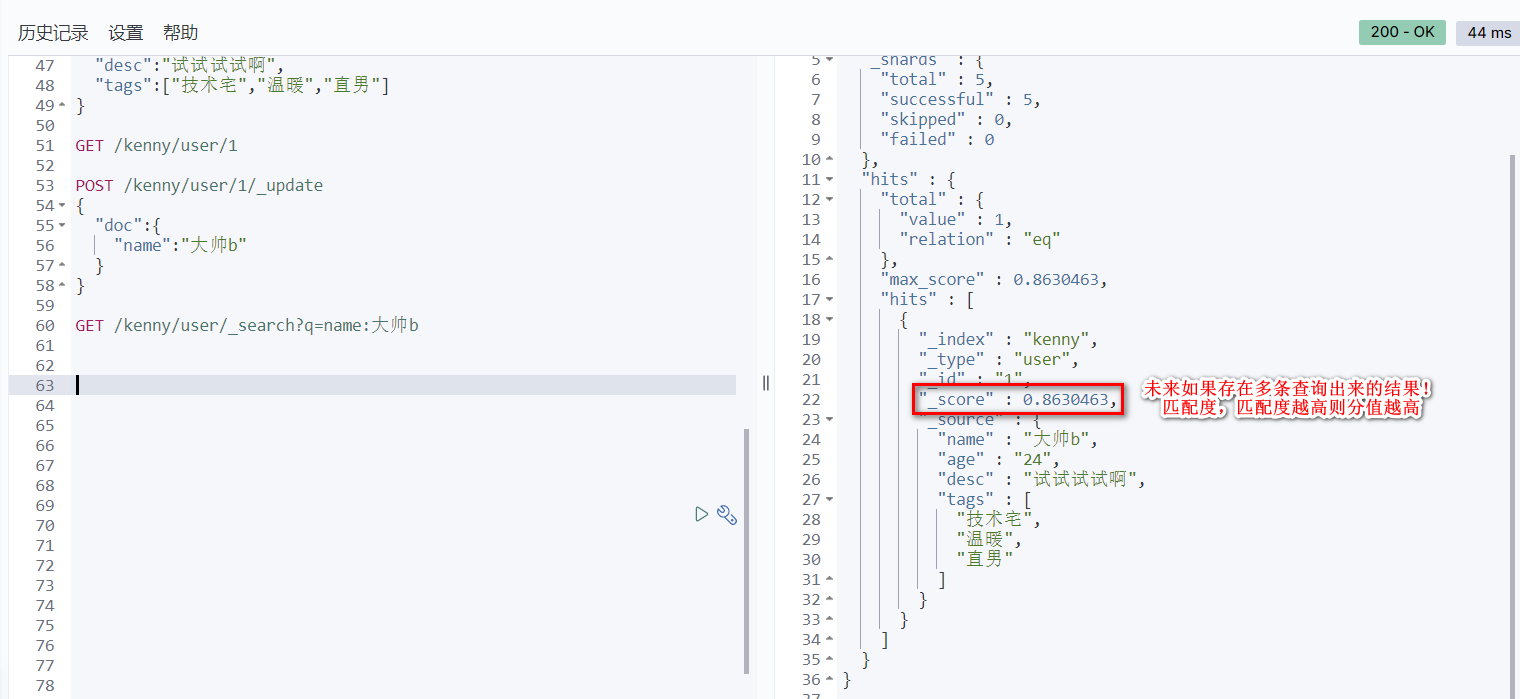 历史记录 设置 帮助
200 - OK
44 ms
47 "desc":"试试试试啊",
48 "tags":["技术宅","温暖","直男"]
49 }
50
51 GET /kenny/user/1
52
53 POST /kenny/user/1/_update
54 {
55 "doc":{
56 "name":"大帅b"
57 }
58 }
59
60 GET /kenny/user/_search?q=name:大帅b
61
62
63
64
65
66
67
68
69
70
71
72
73
74
75
76
77
78
5 "_shards" : {
6 "total" : 5,
7 "successful" : 5,
8 "skipped" : 0,
9 "failed" : 0
10 },
11 "hits" : {
12 "total" : {
13 "value" : 1,
14 "relation" : "eq"
15 },
16 "max_score" : 0.8630463,
17 "hits" : [
18 {
19 "_index" : "kenny",
20 "_type" : "user",
21 "_id" : "1",
22 "_score" : 0.8630463,
23 "_source" : {
24 "name" : "大帅b",
25 "age" : "24",
26 "desc" : "试试试试啊",
27 "tags" : [
28 "技术宅",
29 "温暖",
30 "直男"
31 ]
32 }
33 }
34 ]
35 }
36 }
37
未来如果存在多条查询出来的结果！
匹配度，匹配度越高则分值越高